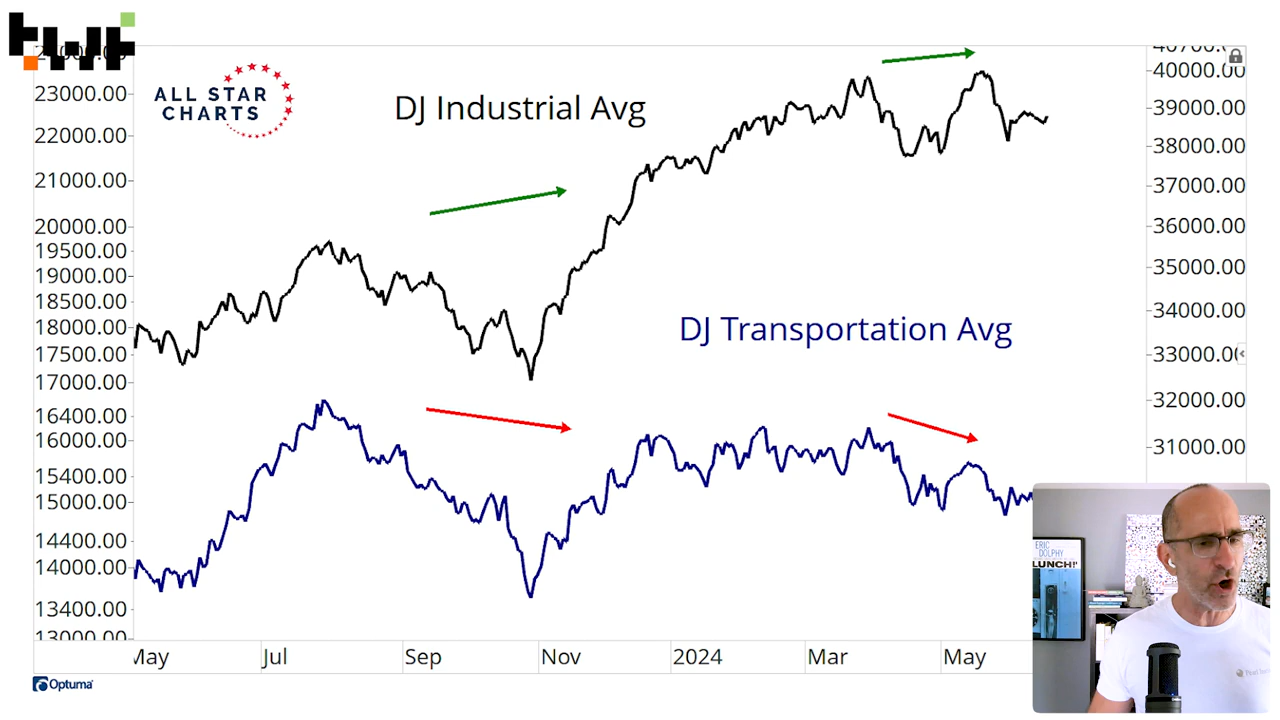 twf
ALL STAR
CHARTS
DJ Industrial Avg
DJ Transportation Avg
23000.00
22000.00
21000.00
20000.00
19500.00
19000.00
18500.00
18000.00
17500.00
17000.00
16400.00
16000.00
15400.00
15000.00
14400.00
14000.00
13400.00
13000.00
40000.00
39000.00
38000.00
37000.00
36000.00
35000.00
34000.00
33000.00
32000.00
31000.00
May
Jul
Sep
Nov
2024
Mar
May
Optuma
ERIC
DOLPHY
LUNCH!